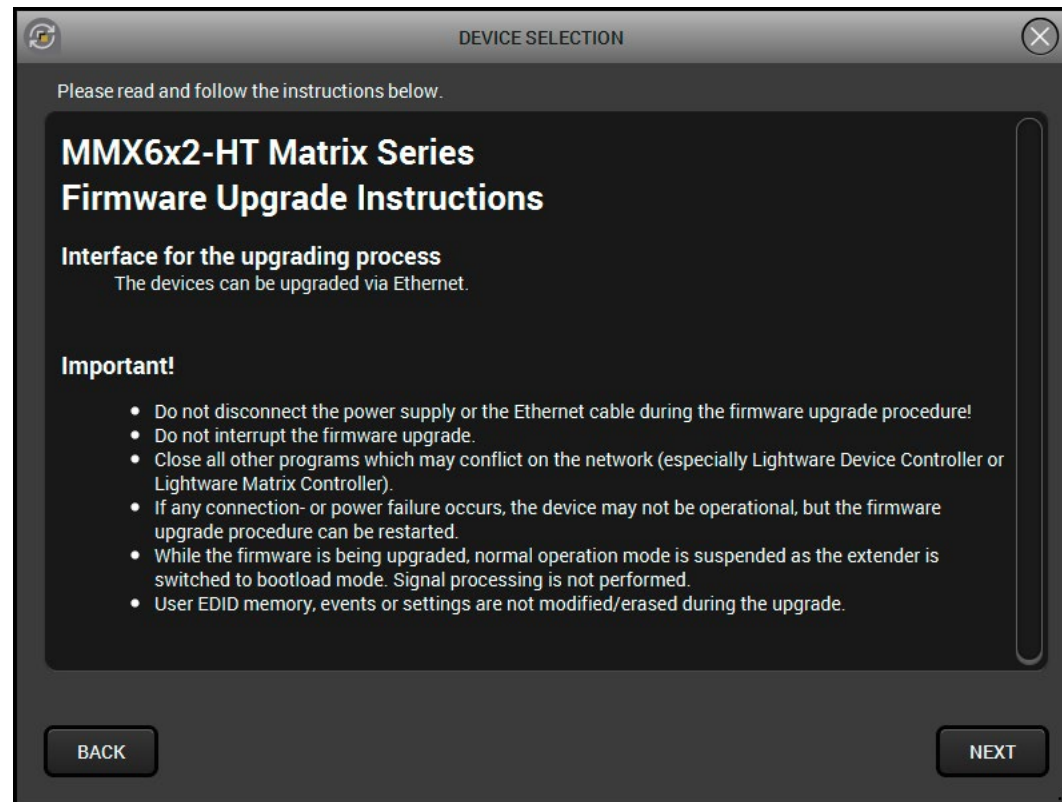 DEVICE SELECTION
Please read and follow the instructions below.
MMX6x2-HT Matrix Series
Firmware Upgrade Instructions
Interface for the upgrading process
The devices can be upgraded via Ethernet.
Important!
• Do not disconnect the power supply or the Ethernet cable during the firmware upgrade procedure!
• Do not interrupt the firmware upgrade.
• Close all other programs which may conflict on the network (especially Lightware Device Controller or
Lightware Matrix Controller).
• If any connection- or power failure occurs, the device may not be operational, but the firmware
upgrade procedure can be restarted.
• While the firmware is being upgraded, normal operation mode is suspended as the extender is
switched to bootload mode. Signal processing is not performed.
• User EDID memory, events or settings are not modified/erased during the upgrade.
BACK
NEXT